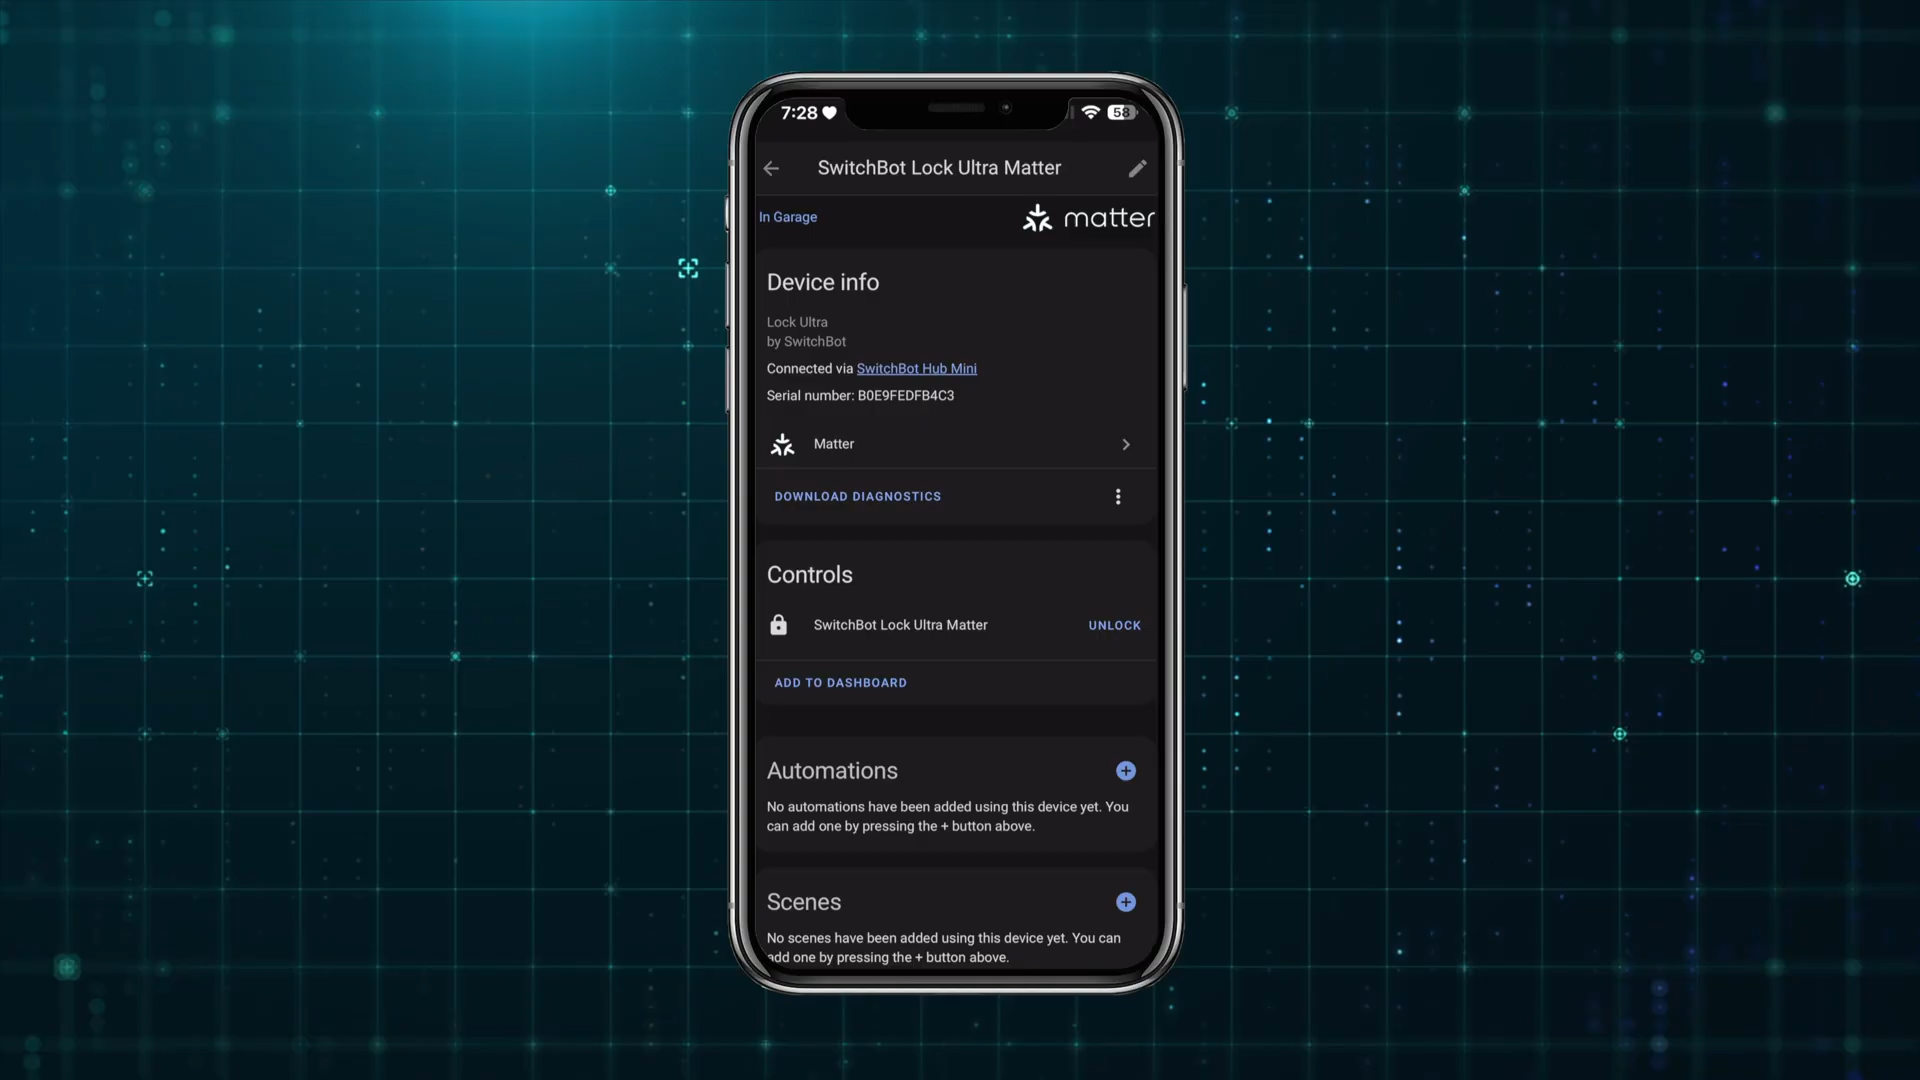 7:28
58
SwitchBot Lock Ultra Matter
In Garage
matter
Device info
Lock Ultra
by SwitchBot
Connected via SwitchBot Hub Mini
Serial number: B0E9FEDFB4C3
Matter
DOWNLOAD DIAGNOSTICS
Controls
SwitchBot Lock Ultra Matter
UNLOCK
ADD TO DASHBOARD
Automations
No automations have been added using this device yet. You
can add one by pressing the + button above.
Scenes
No scenes have been added using this device yet. You can
add one by pressing the + button above.